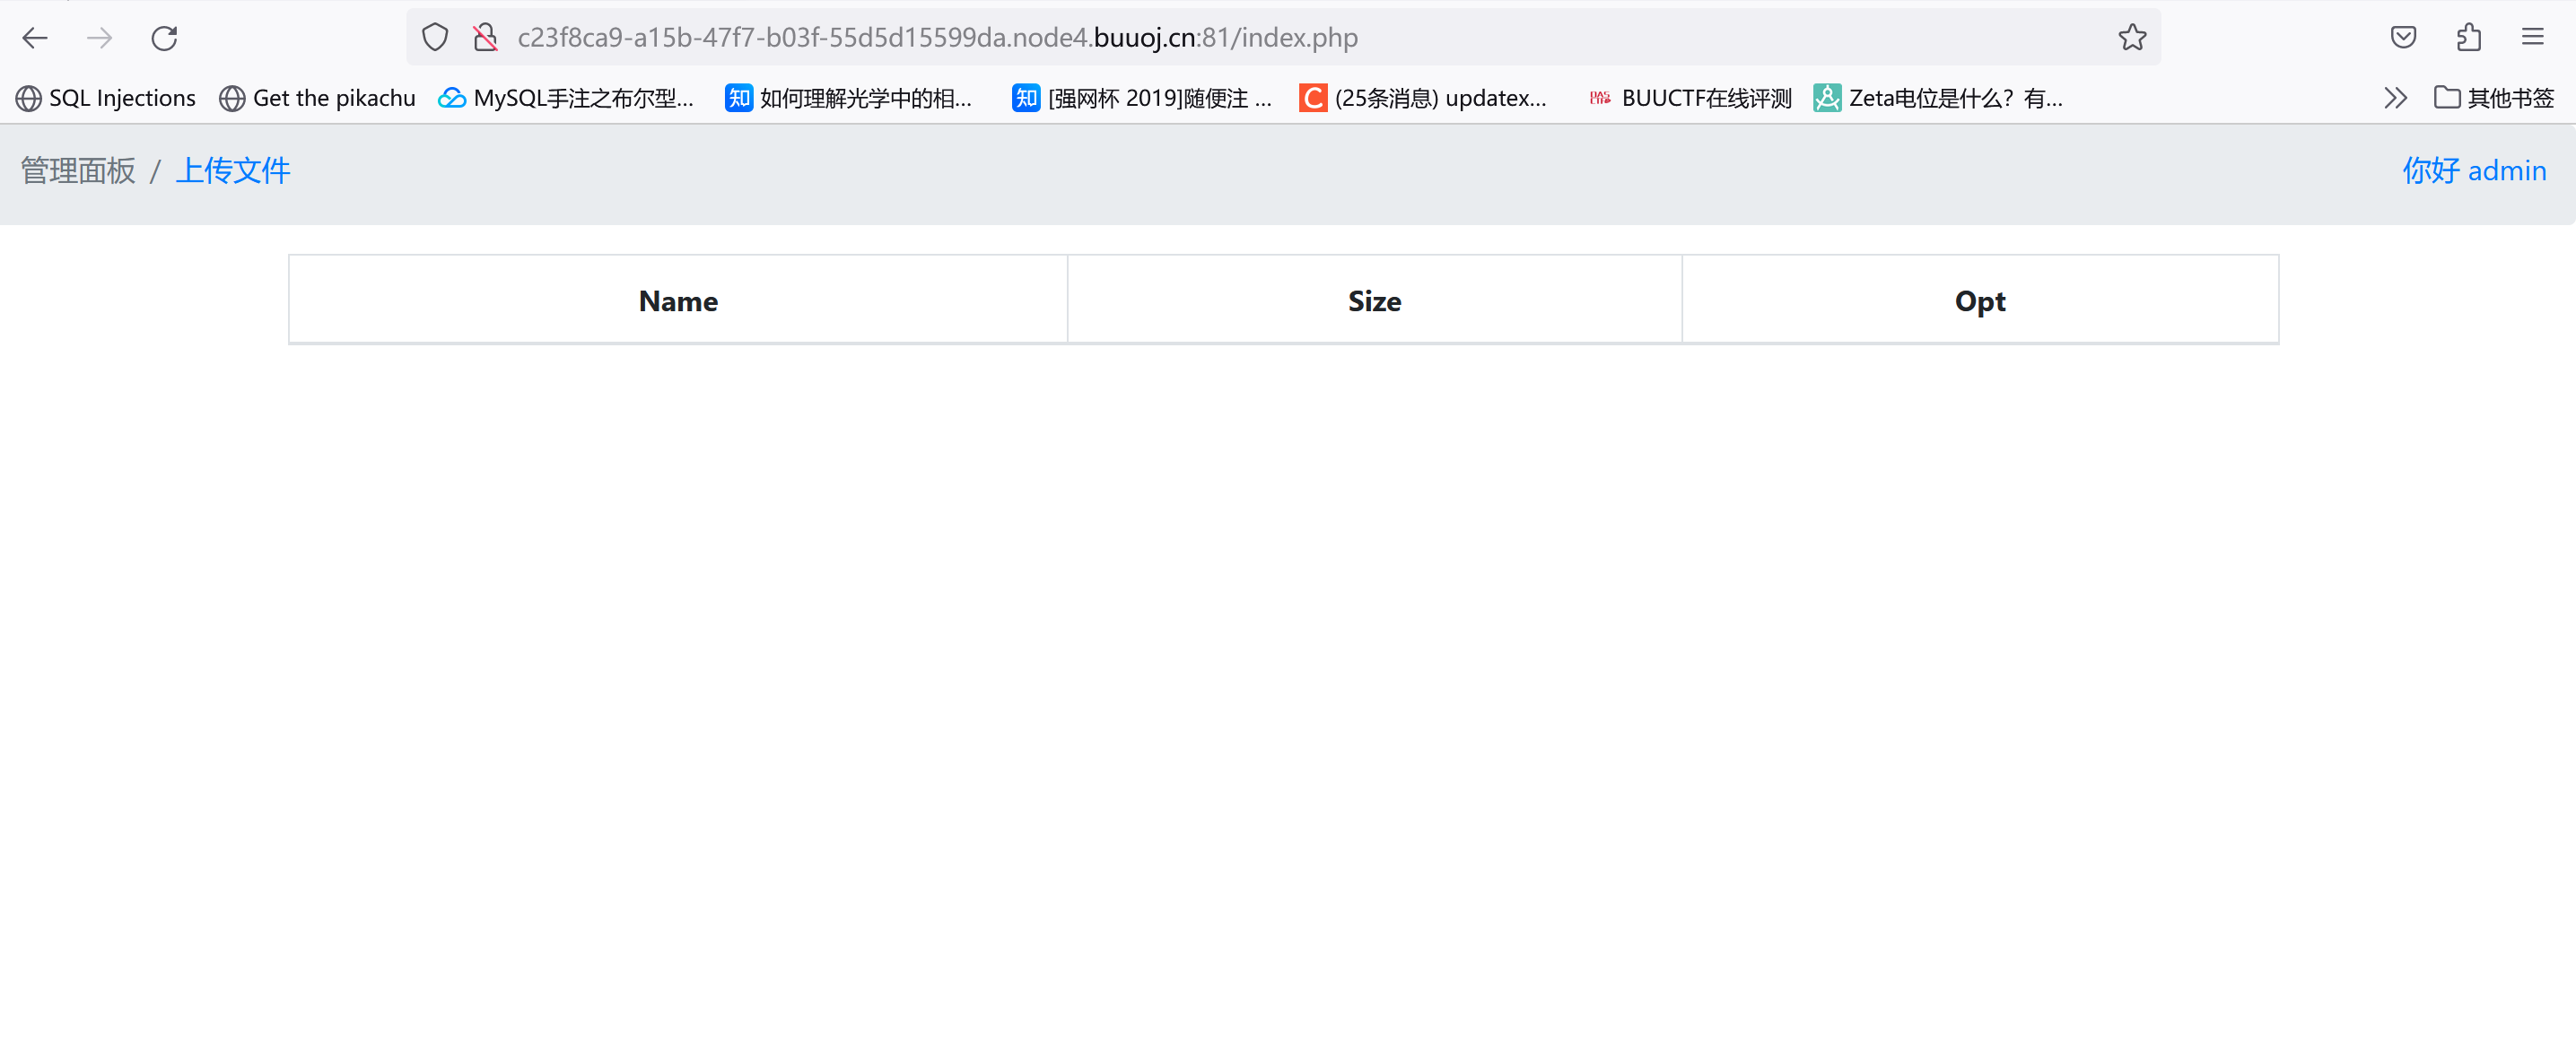 c23f8ca9-a15b-47f7-b03f-55d5d15599da.node4.buuoj.cn:81/index.php
SQL Injections Get the pikachu MySQL手注之布尔型... 知 如何理解光学中的相... 知 [强网杯 2019]随便注 ... C (25条消息) updatex... BUUCTF在线评测 Zeta电位是什么？有... 其他书签
管理面板 / 上传文件 你好 admin
Name Size Opt